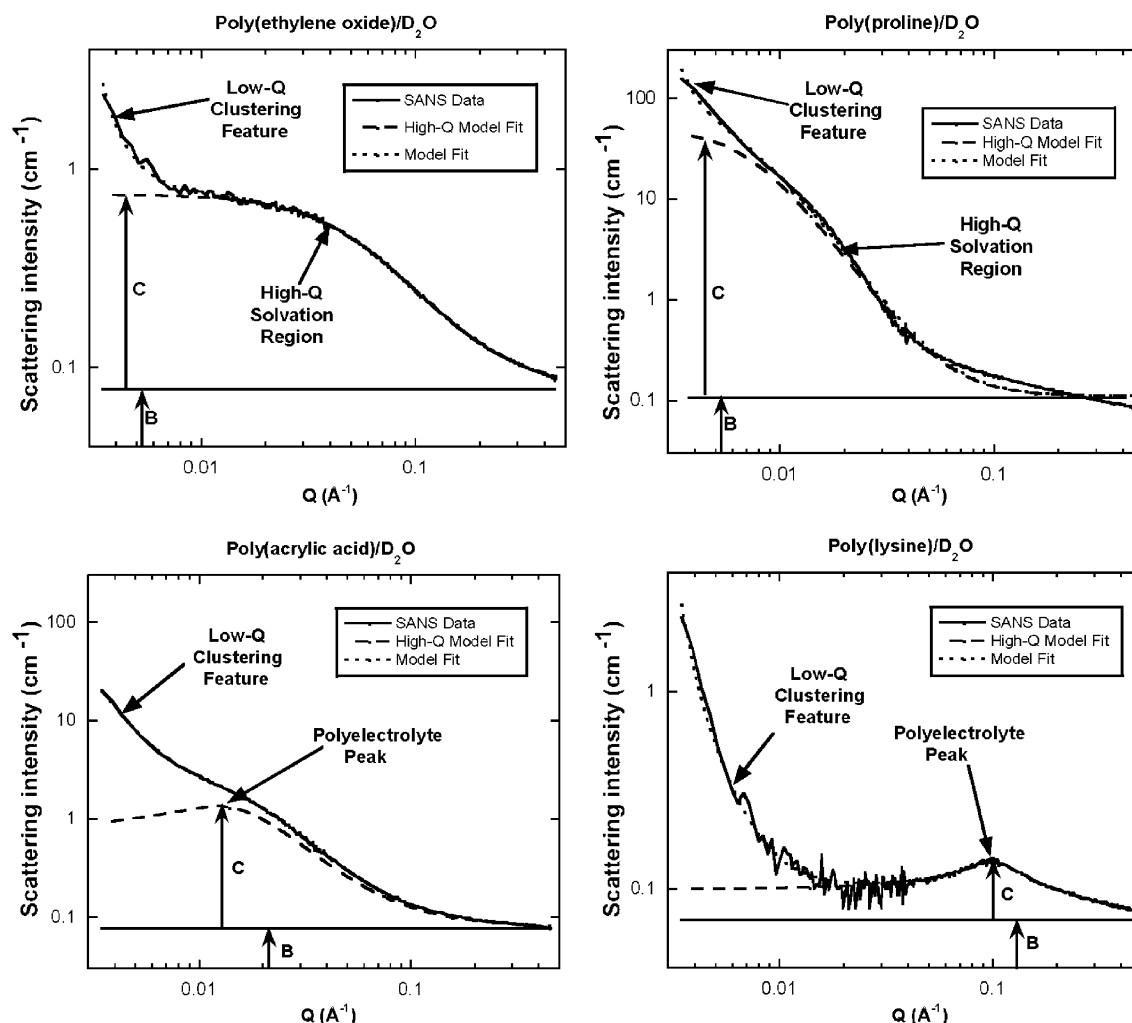 Poly(ethylene oxide)/D2O
Scattering intensity (cm -1)
1
0.1
Low-Q
Clustering
Feature
SANS Data
High-Q Model Fit
Model Fit
C
High-Q
Solvation
Region
B
0.01
0.1
Q (Å-1)
Poly(proline)/D2O
Scattering intensity (cm -1)
100
10
1
0.1
Low-Q
Clustering
Feature
SANS Data
High-Q Model Fit
Model Fit
High-Q
Solvation
Region
C
B
0.01
0.1
Q (Å-1)
Poly(acrylic acid)/D2O
Scattering intensity (cm -1)
100
10
1
0.1
Low-Q
Clustering
Feature
SANS Data
High-Q Model Fit
Model Fit
Polyelectrolyte
Peak
C
B
0.01
0.1
Q (Å-1)
Poly(lysine)/D2O
Scattering intensity (cm -1)
1
0.1
SANS Data
High-Q Model Fit
Model Fit
Low-Q
Clustering
Feature
Polyelectrolyte
Peak
C
B
0.01
0.1
Q (Å-1)